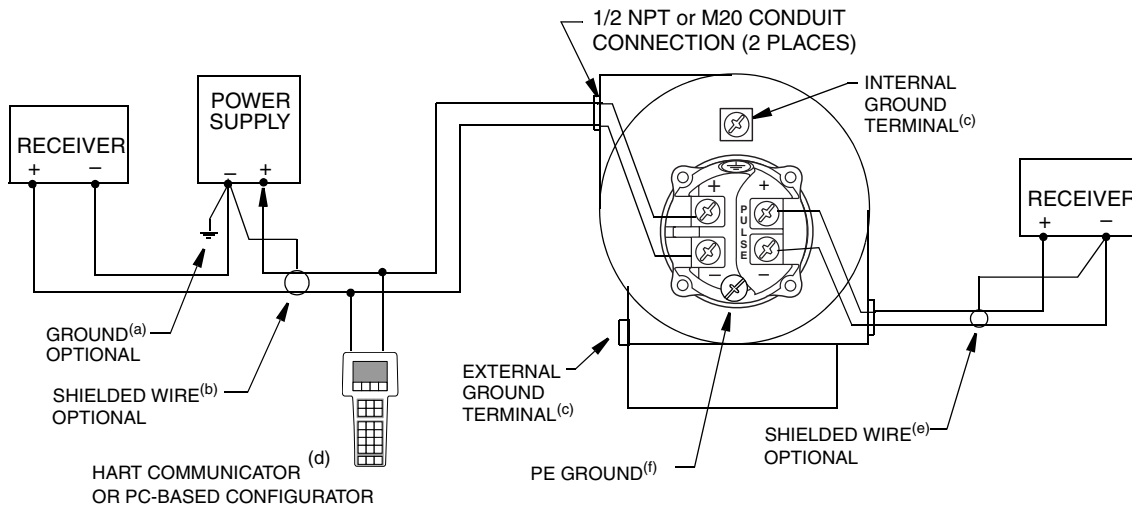 1/2 NPT or M20 CONDUIT
CONNECTION (2 PLACES)
INTERNAL
GROUND
TERMINAL(c)
POWER
SUPPLY
− +
RECEIVER
+ −
+ +
PULSE
− −
RECEIVER
+ −
GROUND(a)
OPTIONAL
SHIELDED WIRE(b)
OPTIONAL
EXTERNAL
GROUND
TERMINAL(c)
SHIELDED WIRE(e)
OPTIONAL
PE GROUND(f)
HART COMMUNICATOR (d)
OR PC-BASED CONFIGURATOR